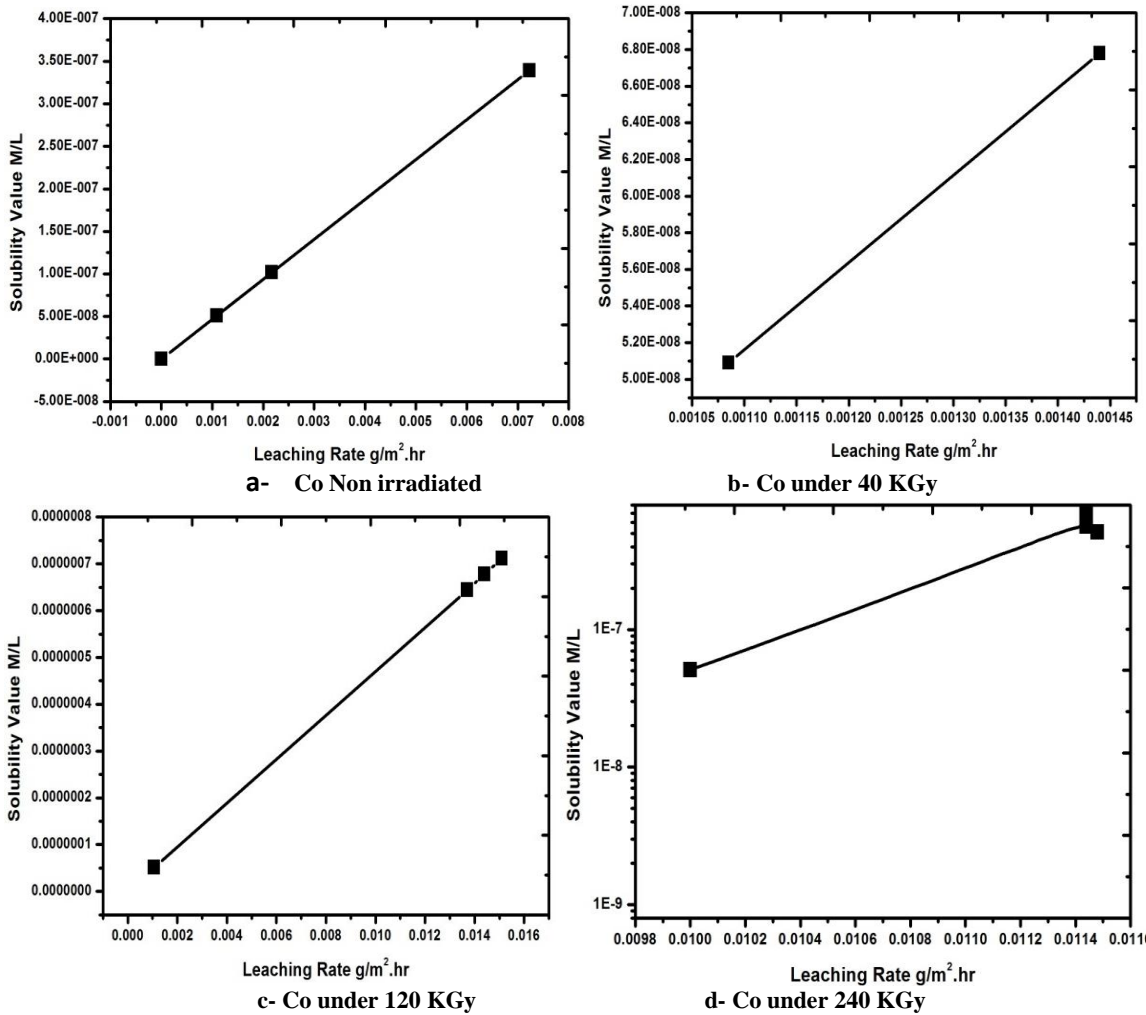 Solubility Value M/L
4.00E-007
3.50E-007
3.00E-007
2.50E-007
2.00E-007
1.50E-007
1.00E-007
5.00E-008
0.00E+000
-5.00E-008
-0.001 0.000 0.001 0.002 0.003 0.004 0.005 0.006 0.007 0.008
Leaching Rate g/m².hr
a- Co Non irradiated
Solubility Value M/L
7.00E-008
6.80E-008
6.60E-008
6.40E-008
6.20E-008
6.00E-008
5.80E-008
5.60E-008
5.40E-008
5.20E-008
5.00E-008
0.00105 0.00110 0.00115 0.00120 0.00125 0.00130 0.00135 0.00140 0.00145
Leaching Rate g/m².hr
b- Co under 40 KGy
Solubility Value M/L
0.0000008
0.0000007
0.0000006
0.0000005
0.0000004
0.0000003
0.0000002
0.0000001
0.0000000
0.000 0.002 0.004 0.006 0.008 0.010 0.012 0.014 0.016
Leaching Rate g/m².hr
c- Co under 120 KGy
Solubility Value M/L
1E-7
1E-8
1E-9
0.0098 0.0100 0.0102 0.0104 0.0106 0.0108 0.0110 0.0112 0.0114 0.0116
Leaching Rate g/m².hr
d- Co under 240 KGy